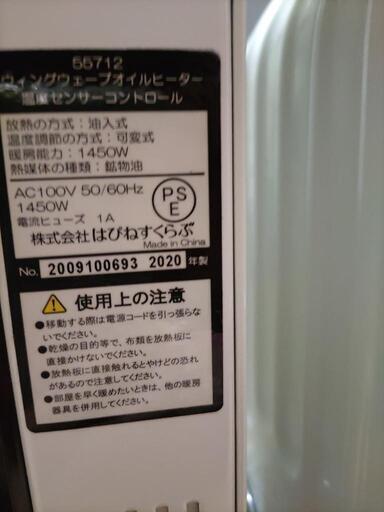 55712
ウィングウェーブオイルヒーター
温度センサーコントロール
放熱の方式：油入式
温度調節の方式：可変式
暖房能力：1450W
熱媒体の種類：鉱物油
AC100V 50/60Hz
1450W
電流ヒューズ 1A
PS
E
株式会社 はぴねすくらぶ
Made in China
No. 2009100693 2020 年製
使用上の注意
●移動する際は電源コードを引っ張らな
いでください。
●乾燥の目的等で、布類を放熱板に
直接かけないでください。
●放熱板に直接触れるとやけどの恐れ
があるので注意してください。
●部屋を早く暖めたいときは、他の暖房
器具を併用してください。